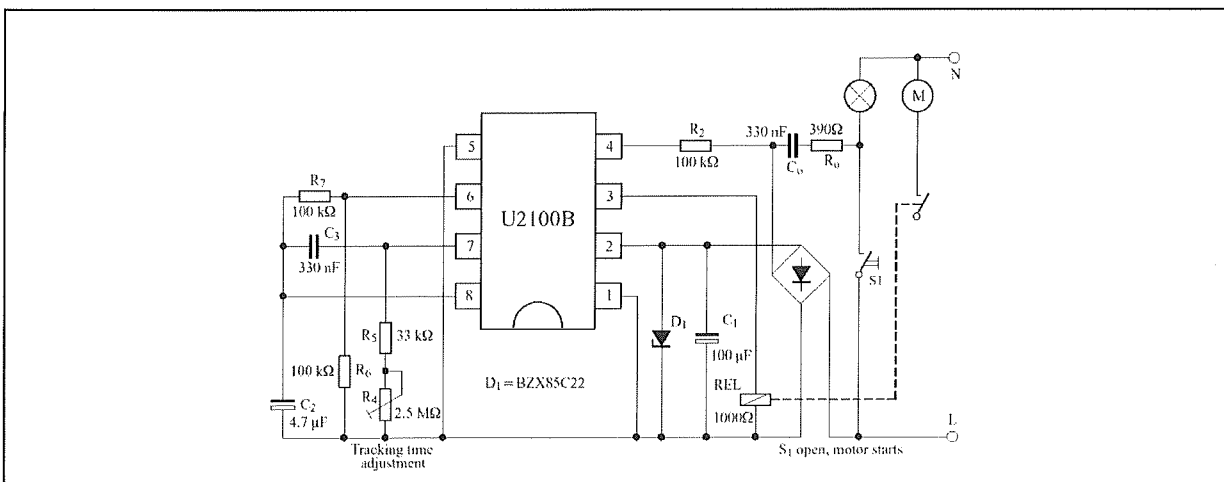 N
M
R2
100 kΩ
330 nF
C6
390Ω
Ro
5
6
7
8
4
3
2
1
U2100B
R7
100 kΩ
C3
330 nF
R5
33 kΩ
100 kΩ
R6
R4
2.5 MΩ
C2
4.7 μF
D1 = BZX85C22
D1
C1
100 μF
S1
REL
1000Ω
L
Tracking time
adjustment
S1 open, motor starts